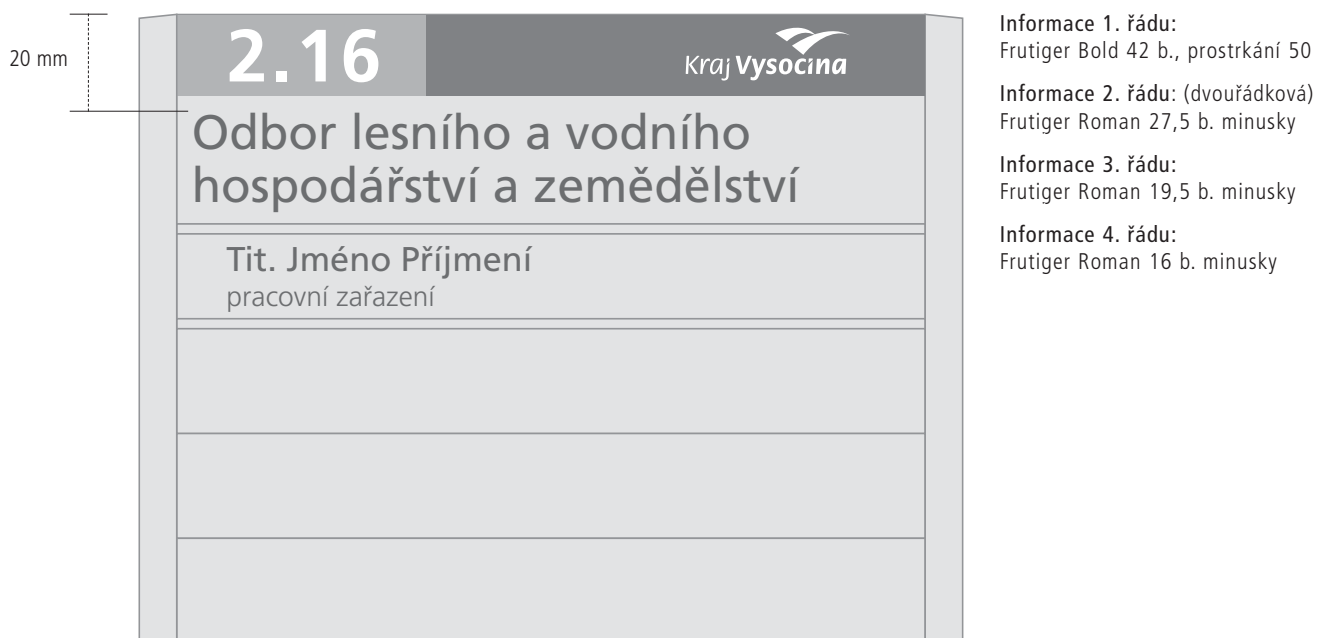 20 mm
2.16
Kraj Vysočina
Odbor lesního a vodního
hospodářství a zemědělství
Tit. Jméno Příjmení
pracovní zařazení
Informace 1. řádu:
Frutiger Bold 42 b., prostrkání 50
Informace 2. řádu: (dvouřádková)
Frutiger Roman 27,5 b. minusky
Informace 3. řádu:
Frutiger Roman 19,5 b. minusky
Informace 4. řádu:
Frutiger Roman 16 b. minusky